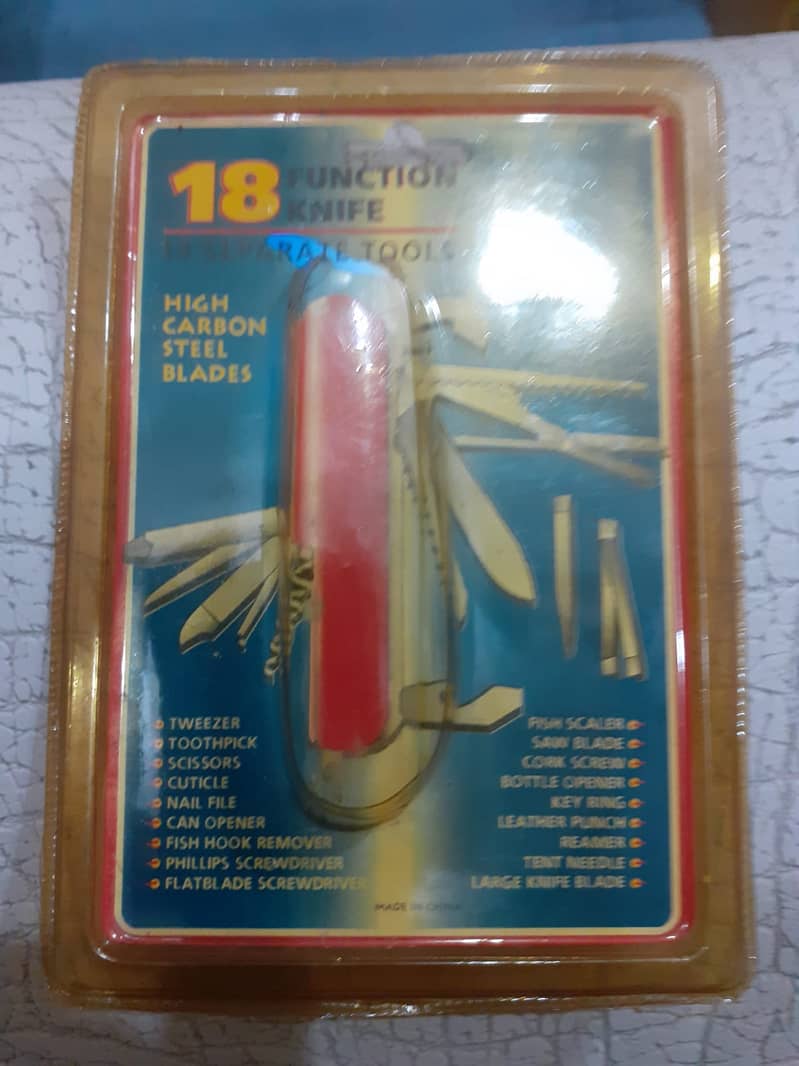 18 FUNCTION
KNIFE
SEPARATE TOOLS
HIGH
CARBON
STEEL
BLADES
TWEEZER
TOOTHPICK
SCISSORS
CUTICLE
NAIL FILE
CAN OPENER
FISH HOOK REMOVER
PHILLIPS SCREWDRIVER
FLATBLADE SCREWDRIVER
FISH SCALER
SAW BLADE
CORK SCREW
BOTTLE OPENER
KEY RING
LEATHER PUNCH
REAMER
TENT NEEDLE
LARGE KNIFE BLADE
MADE IN CHINA